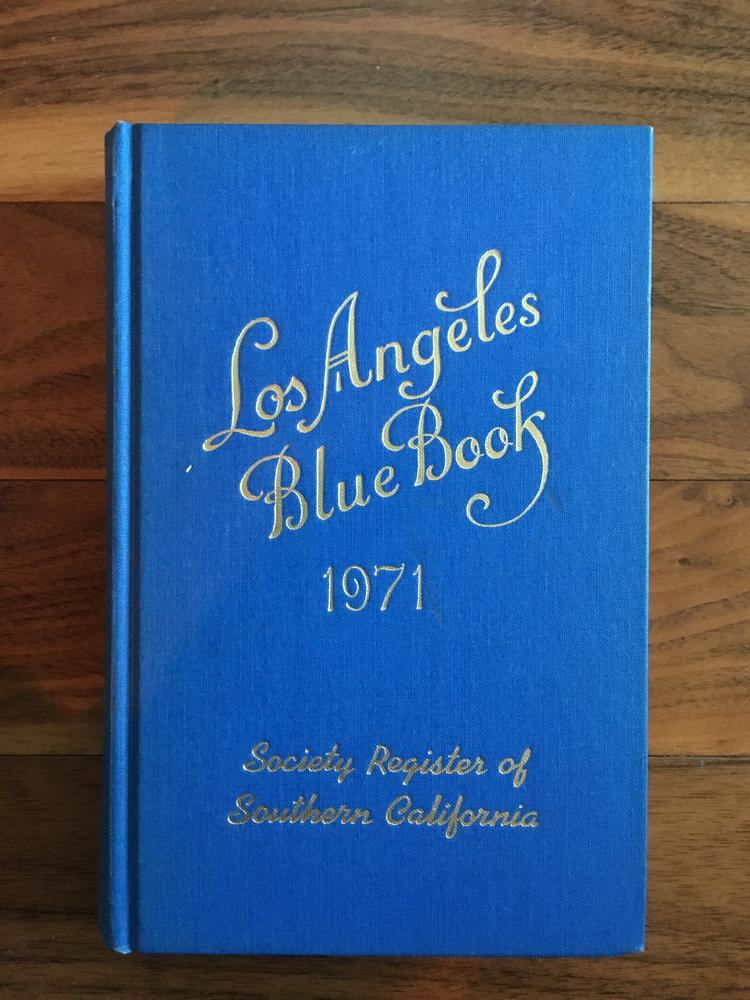 Los Angeles
Blue Book
1971
Society Register of
Southern California